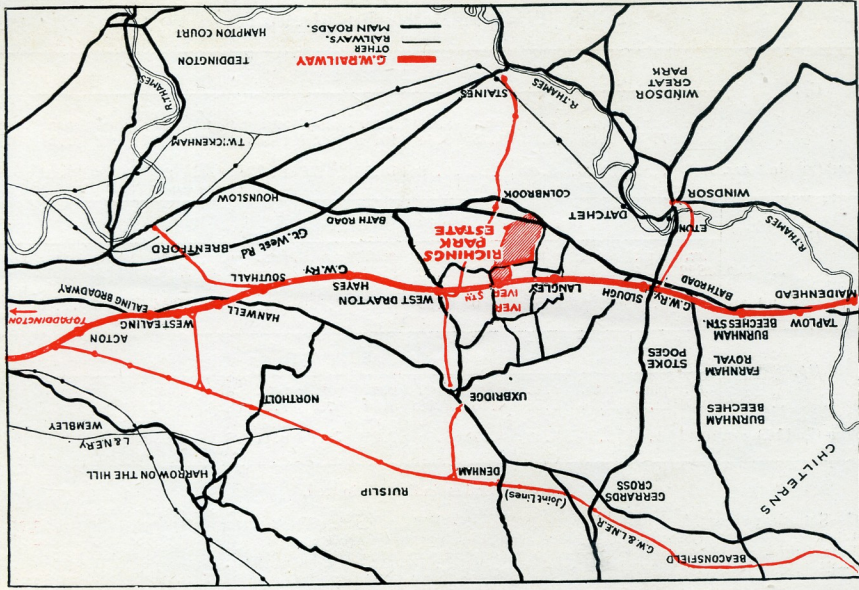 BEACONSFIELD
G.W.& L.N.E.R.
(Joint Lines)
GERRARDS
CROSS
CHILTERNS
DENHAM
RUISLIP
HARROW ON THE HILL
L&NERY
WEMBLEY
NORTHOLT
UXBRIDGE
BURNHAM
BEECHES
FARNHAM
ROYAL
STOKE
POGES
BURNHAM
BEECHES STN.
TAPLOW
MAIDENHEAD
BATH ROAD
G.W.RY.
SLOUGH
LANGLEY
IVER
IVER
STN
WEST DRAYTON
HAYES
G.W.RY.
SOUTHALL
HANWELL
WEST EALING
EALING BROADWAY
ACTON
TO PADDINGTON
RICHINGS
PARK
ESTATE
BATH ROAD
Gt. West Rd
BRENTFORD
HOUNSLOW
COLNBROOK
DATCHET
ETON
WINDSOR
R.THAMES
TWICKENHAM
STAINES
R.THAMES
WINDSOR
GREAT
PARK
R.THAMES
TEDDINGTON
HAMPTON COURT
G.W.RAILWAY
OTHER
RAILWAYS.
MAIN ROADS.